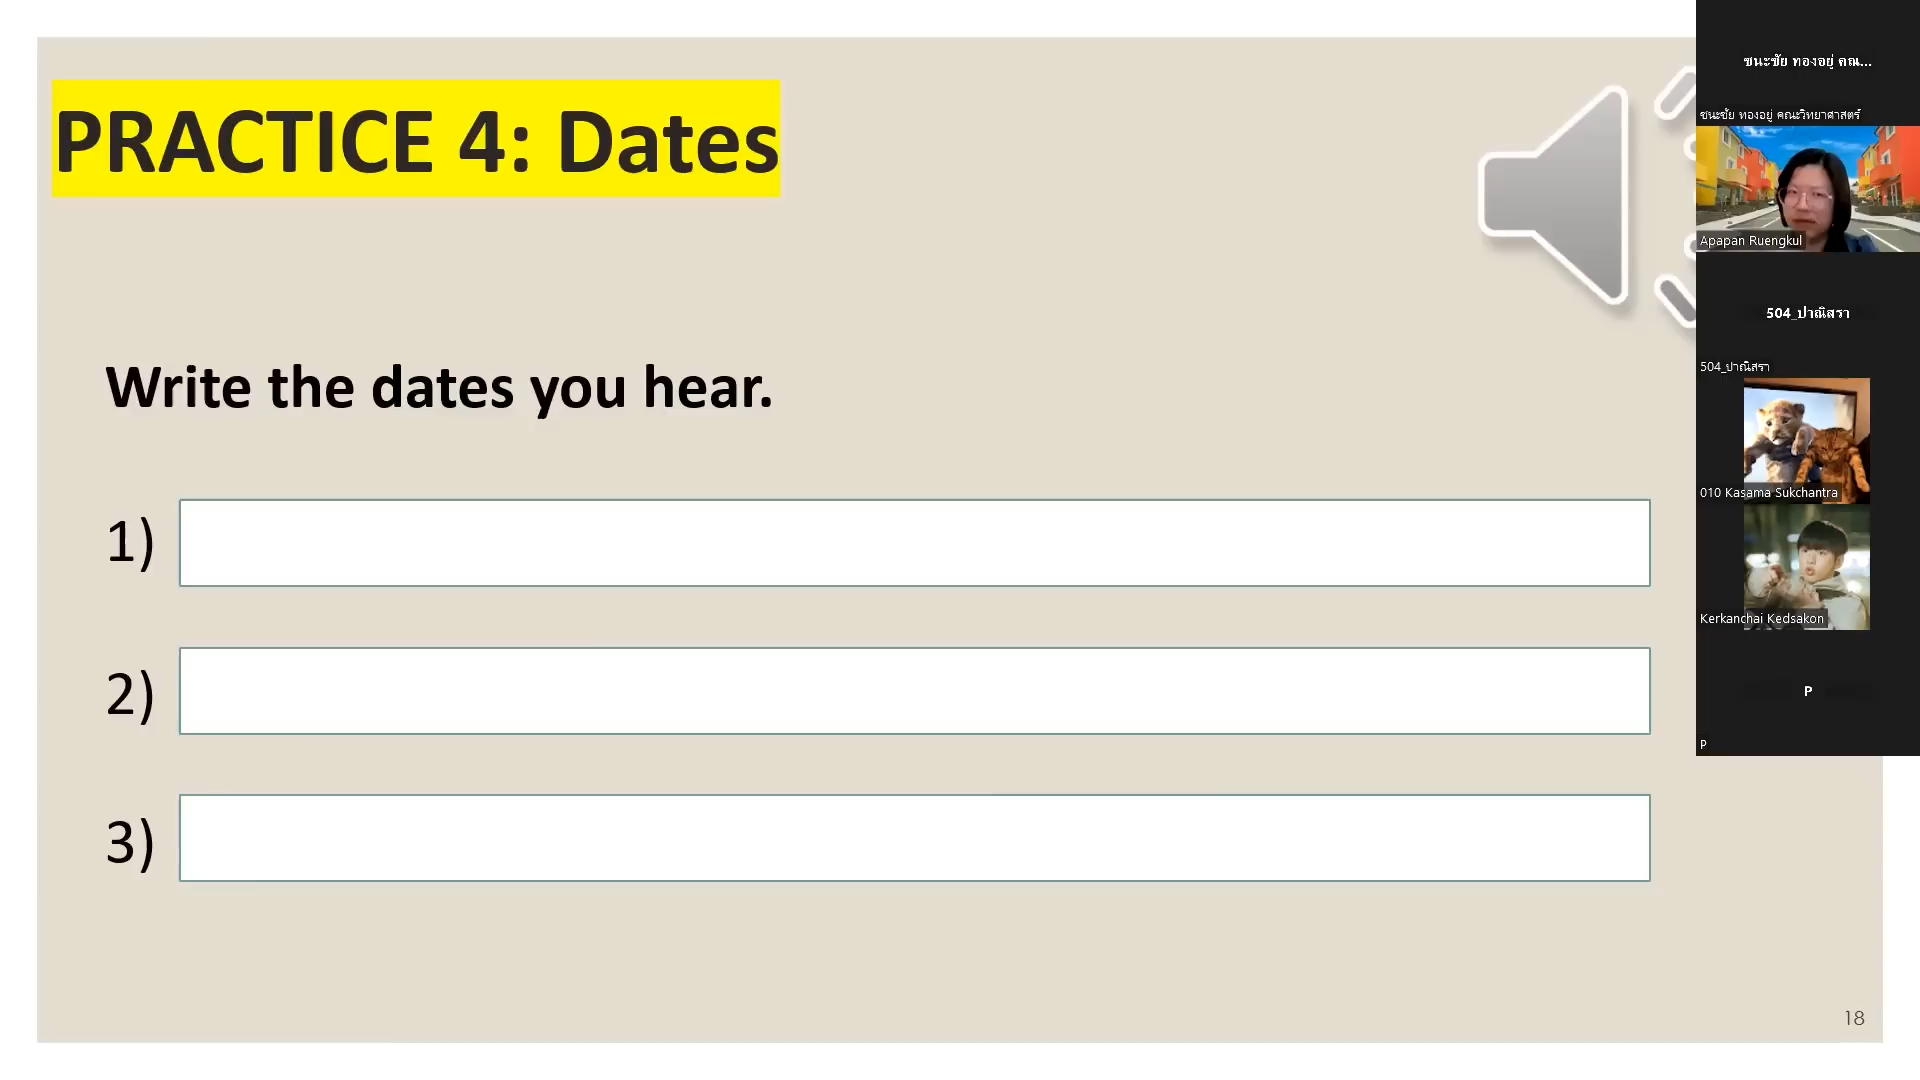 PRACTICE 4: Dates
Write the dates you hear.
1)
2)
3)
18
ชนะชัย ทองอยู่ คณ...
ชนะชัย ทองอยู่ คณะวิทยาศาสตร์
Apapan Ruengkul
504_ปาณิสรา
504_ปาณิสรา
010 Kasama Sukchantra
Kerkanchai Kedsakon
P
P